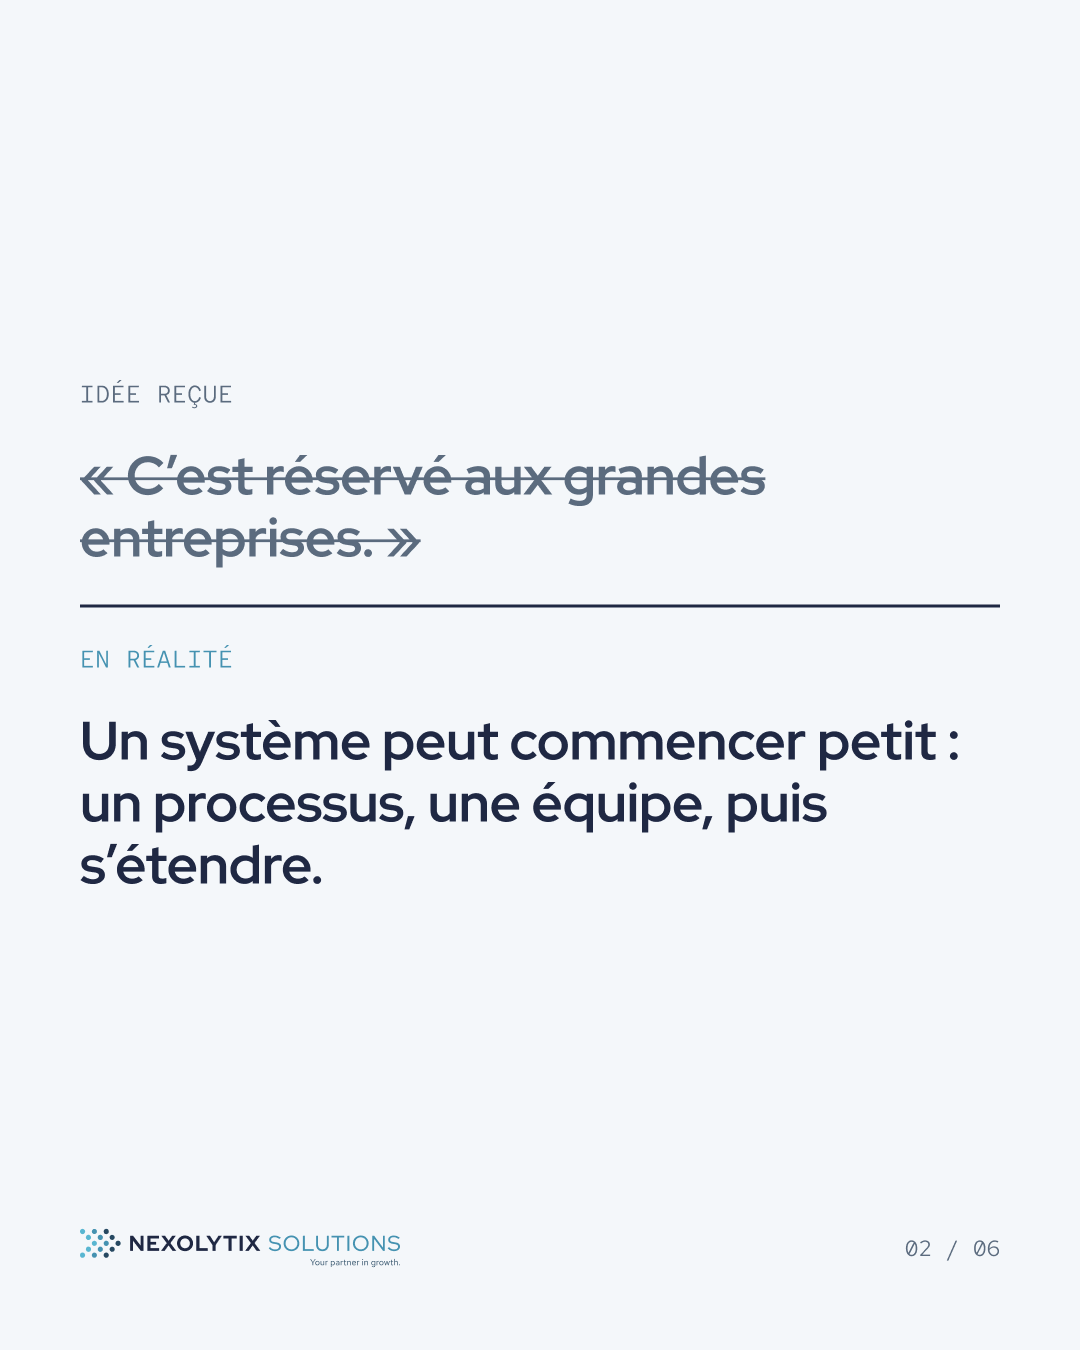 IDÉE REÇUE
« C’est réservé aux grandes
entreprises. »
EN RÉALITÉ
Un système peut commencer petit :
un processus, une équipe, puis
s’étendre.
NEXOLYTIX SOLUTIONS
Your partner in growth.
02 / 06